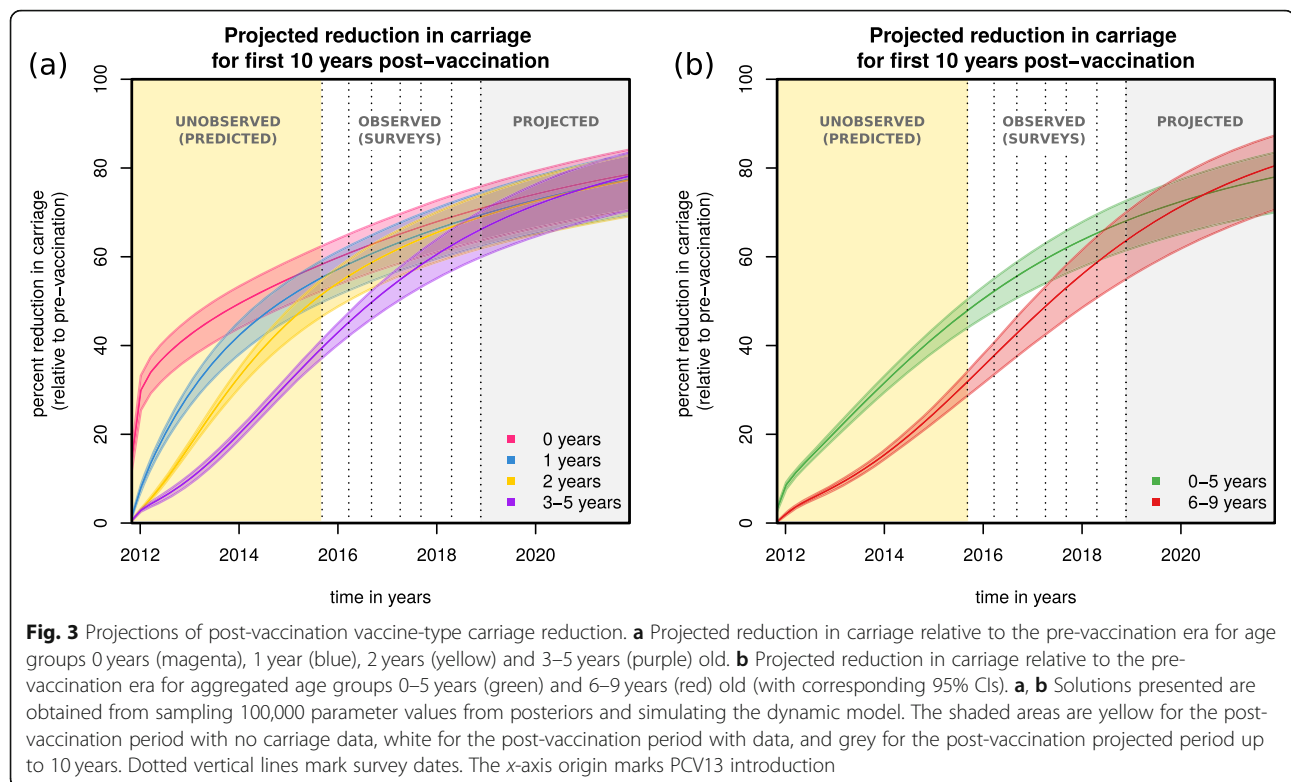 Projected reduction in carriage
for first 10 years post−vaccination
(a)
UNOBSERVED
(PREDICTED)
OBSERVED
(SURVEYS)
PROJECTED
percent reduction in carriage
(relative to pre−vaccination)
0 20 40 60 80 100
0 years
1 years
2 years
3−5 years
2012 2014 2016 2018 2020
time in years
Projected reduction in carriage
for first 10 years post−vaccination
(b)
UNOBSERVED
(PREDICTED)
OBSERVED
(SURVEYS)
PROJECTED
percent reduction in carriage
(relative to pre−vaccination)
0 20 40 60 80 100
0−5 years
6−9 years
2012 2014 2016 2018 2020
time in years
Fig. 3 Projections of post-vaccination vaccine-type carriage reduction. a Projected reduction in carriage relative to the pre-vaccination era for age
groups 0 years (magenta), 1 year (blue), 2 years (yellow) and 3–5 years (purple) old. b Projected reduction in carriage relative to the pre-
vaccination era for aggregated age groups 0–5 years (green) and 6–9 years (red) old (with corresponding 95% CIs). a, b Solutions presented are
obtained from sampling 100,000 parameter values from posteriors and simulating the dynamic model. The shaded areas are yellow for the post-
vaccination period with no carriage data, white for the post-vaccination period with data, and grey for the post-vaccination projected period up
to 10 years. Dotted vertical lines mark survey dates. The x-axis origin marks PCV13 introduction